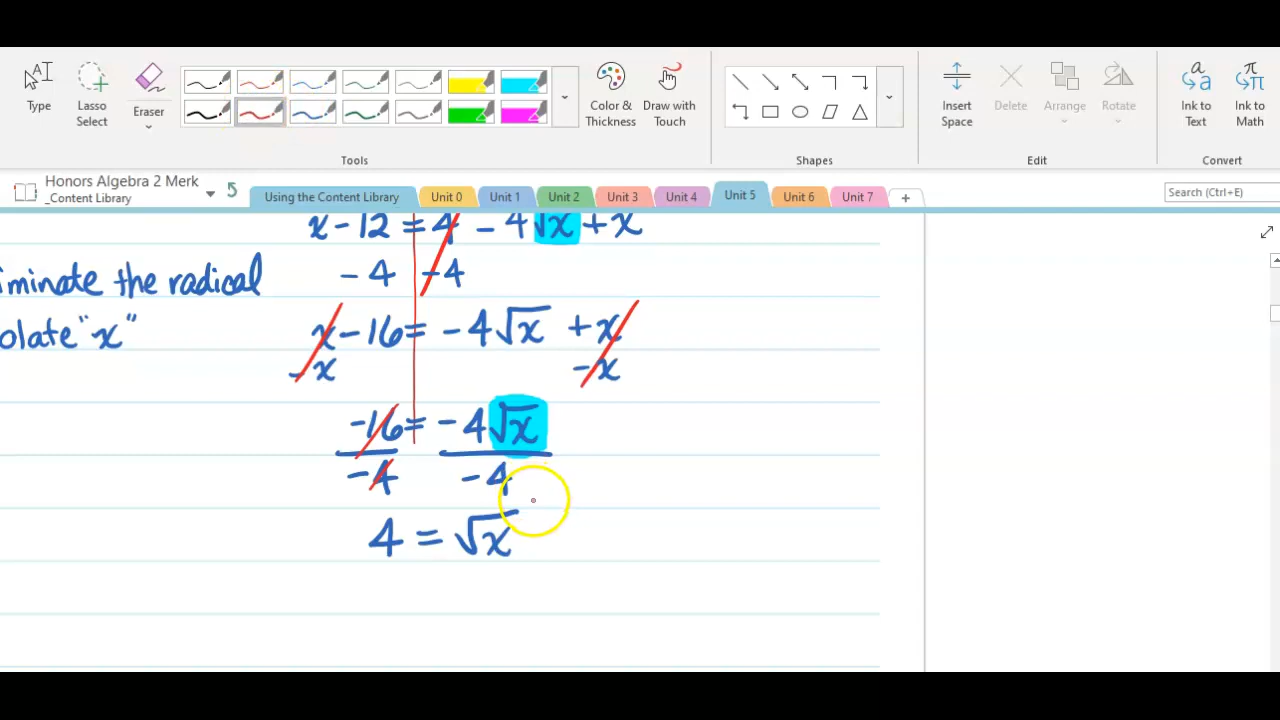 Type
Lasso Select
Eraser
Color & Thickness
Draw with Touch
Insert Space
Delete
Arrange
Rotate
a
a
π
π
Ink to Text
Ink to Math
Tools
Shapes
Edit
Convert
Honors Algebra 2 Merk
_Content Library
Using the Content Library
Unit 0
Unit 1
Unit 2
Unit 3
Unit 4
Unit 5
Unit 6
Unit 7
+
Search (Ctrl+E)
x - 12 = 4 - 4√x + x
iminate the radical
- 4 -4
olate "x"
x - 16 = - 4√x + x
- x - x
-16 = - 4√x
-4 -4
4 = √x